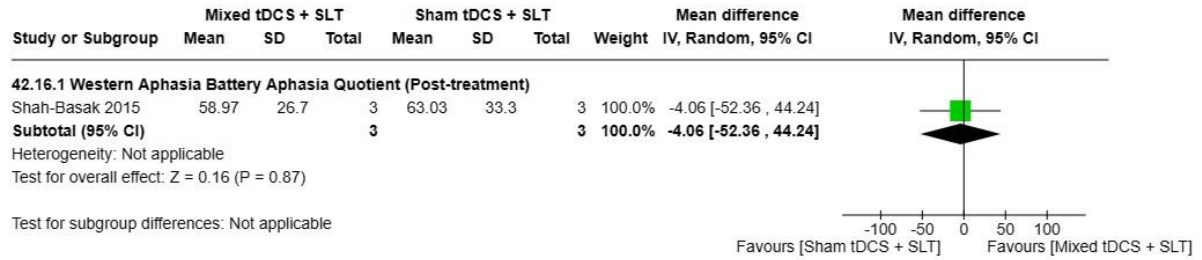 Mixed tDCS + SLT Sham tDCS + SLT Mean difference Mean difference
Study or Subgroup Mean SD Total Mean SD Total Weight IV, Random, 95% CI IV, Random, 95% CI
42.16.1 Western Aphasia Battery Aphasia Quotient (Post-treatment)
Shah-Basak 2015 58.97 26.7 3 63.03 33.3 3 100.0% -4.06 [-52.36 , 44.24]
Subtotal (95% CI) 3 3 100.0% -4.06 [-52.36 , 44.24]
Heterogeneity: Not applicable
Test for overall effect: Z = 0.16 (P = 0.87)
Test for subgroup differences: Not applicable
-100 -50 0 50 100
Favours [Sham tDCS + SLT] Favours [Mixed tDCS + SLT]